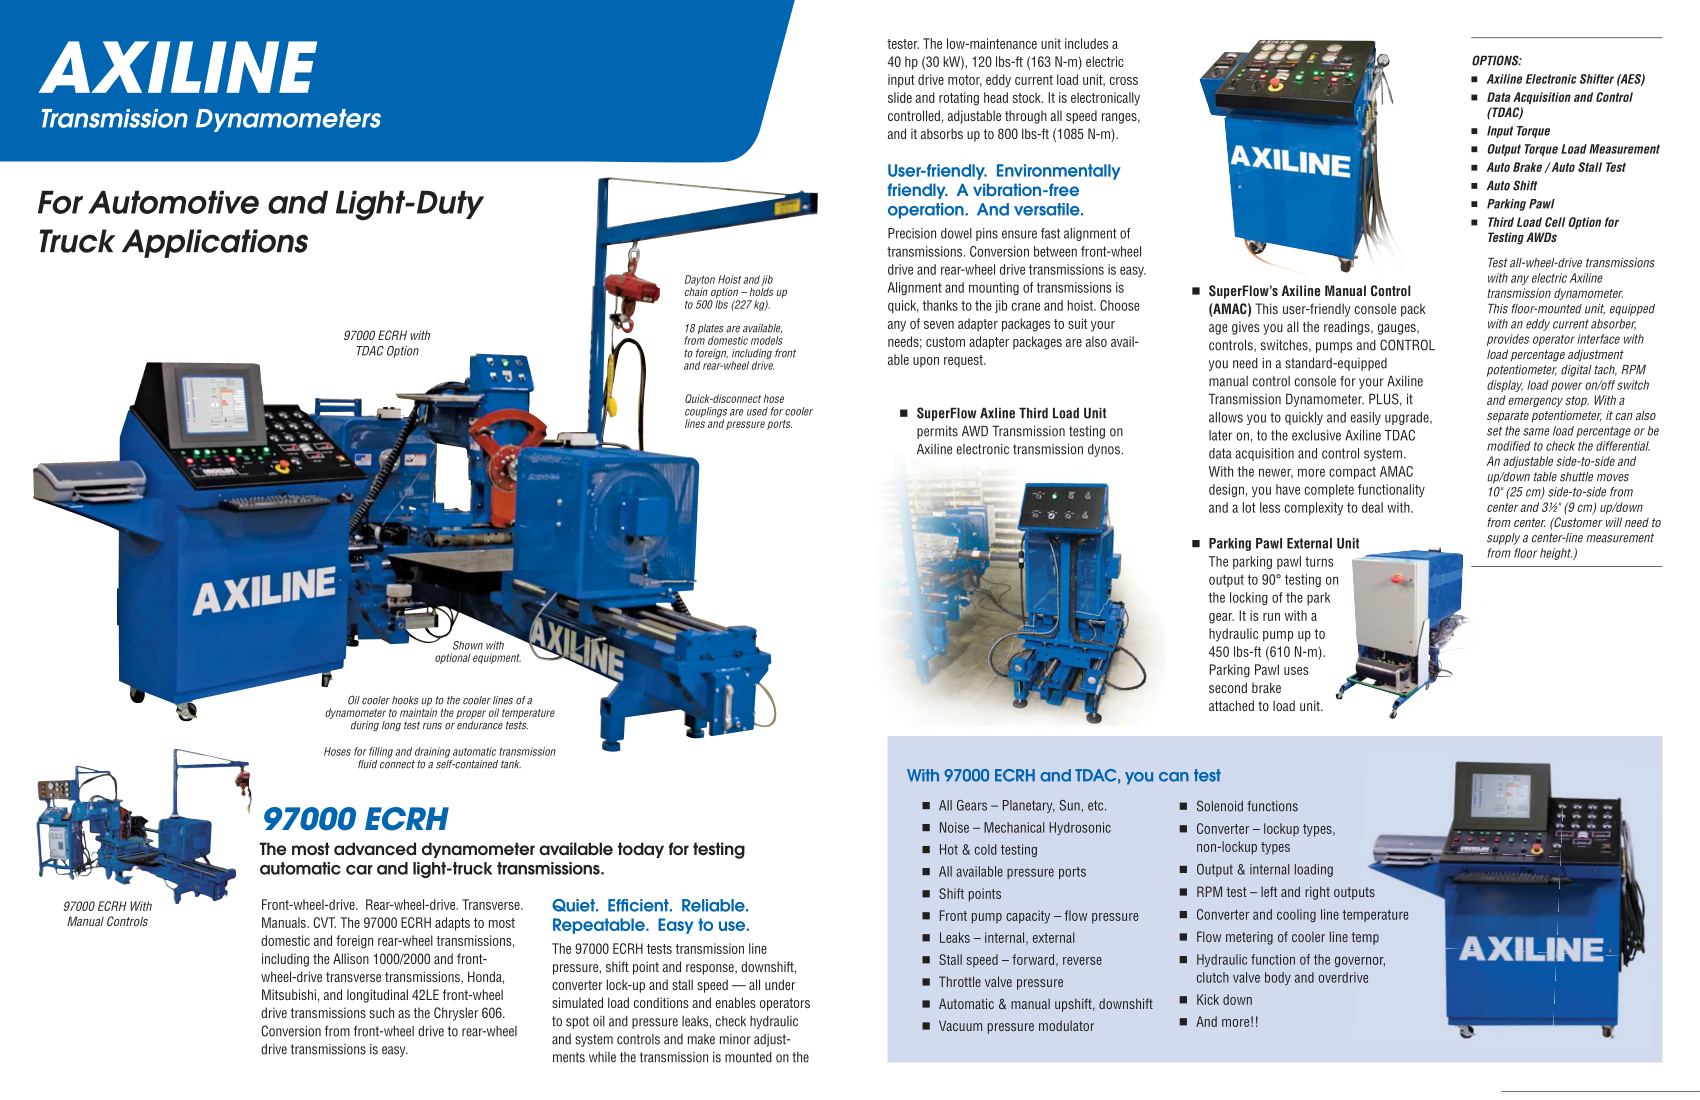 AXILINE
Transmission Dynamometers
For Automotive and Light-Duty
Truck Applications
97000 ECRH with
TDAC Option
Dayton Hoist and jib
chain option – holds up
to 500 lbs (227 kg).
18 plates are available,
from domestic models
to foreign, including front
and rear-wheel drive.
Quick-disconnect hose
couplings are used for cooler
lines and pressure ports.
AXILINE
AXILINE
Shown with
optional equipment.
Oil cooler hooks up to the cooler lines of a
dynamometer to maintain the proper oil temperature
during long test runs or endurance tests.
Hoses for filling and draining automatic transmission
fluid connect to a self-contained tank.
97000 ECRH With
Manual Controls
97000 ECRH
The most advanced dynamometer available today for testing
automatic car and light-truck transmissions.
Front-wheel-drive. Rear-wheel-drive. Transverse.
Manuals. CVT. The 97000 ECRH adapts to most
domestic and foreign rear-wheel transmissions,
including the Allison 1000/2000 and front-
wheel-drive transverse transmissions, Honda,
Mitsubishi, and longitudinal 42LE front-wheel
drive transmissions such as the Chrysler 606.
Conversion from front-wheel drive to rear-wheel
drive transmissions is easy.
Quiet. Efficient. Reliable.
Repeatable. Easy to use.
The 97000 ECRH tests transmission line
pressure, shift point and response, downshift,
converter lock-up and stall speed — all under
simulated load conditions and enables operators
to spot oil and pressure leaks, check hydraulic
and system controls and make minor adjust-
ments while the transmission is mounted on the
tester. The low-maintenance unit includes a
40 hp (30 kW), 120 lbs-ft (163 N-m) electric
input drive motor, eddy current load unit, cross
slide and rotating head stock. It is electronically
controlled, adjustable through all speed ranges,
and it absorbs up to 800 lbs-ft (1085 N-m).
User-friendly. Environmentally
friendly. A vibration-free
operation. And versatile.
Precision dowel pins ensure fast alignment of
transmissions. Conversion between front-wheel
drive and rear-wheel drive transmissions is easy.
Alignment and mounting of transmissions is
quick, thanks to the jib crane and hoist. Choose
any of seven adapter packages to suit your
needs; custom adapter packages are also avail-
able upon request.
■ SuperFlow Axline Third Load Unit
permits AWD Transmission testing on
Axiline electronic transmission dynos.
AXILINE
AXILINE
■ SuperFlow's Axiline Manual Control
(AMAC) This user-friendly console pack
age gives you all the readings, gauges,
controls, switches, pumps and CONTROL
you need in a standard-equipped
manual control console for your Axiline
Transmission Dynamometer. PLUS, it
allows you to quickly and easily upgrade,
later on, to the exclusive Axiline TDAC
data acquisition and control system.
With the newer, more compact AMAC
design, you have complete functionality
and a lot less complexity to deal with.
■ Parking Pawl External Unit
The parking pawl turns
output to 90° testing on
the locking of the park
gear. It is run with a
hydraulic pump up to
450 lbs-ft (610 N-m).
Parking Pawl uses
second brake
attached to load unit.
OPTIONS:
■ Axiline Electronic Shifter (AES)
■ Data Acquisition and Control
(TDAC)
■ Input Torque
■ Output Torque Load Measurement
■ Auto Brake / Auto Stall Test
■ Auto Shift
■ Parking Pawl
■ Third Load Cell Option for
Testing AWDs
Test all-wheel-drive transmissions
with any electric Axiline
transmission dynamometer.
This floor-mounted unit, equipped
with an eddy current absorber,
provides operator interface with
load percentage adjustment
potentiometer, digital tach, RPM
display, load power on/off switch
and emergency stop. With a
separate potentiometer, it can also
set the same load percentage or be
modified to check the differential.
An adjustable side-to-side and
up/down table shuttle moves
10" (25 cm) side-to-side from
center and 3½" (9 cm) up/down
from center. (Customer will need to
supply a center-line measurement
from floor height.)
With 97000 ECRH and TDAC, you can test
■ All Gears – Planetary, Sun, etc.
■ Noise – Mechanical Hydrosonic
■ Hot & cold testing
■ All available pressure ports
■ Shift points
■ Front pump capacity – flow pressure
■ Leaks – internal, external
■ Stall speed – forward, reverse
■ Throttle valve pressure
■ Automatic & manual upshift, downshift
■ Vacuum pressure modulator
■ Solenoid functions
■ Converter – lockup types,
non-lockup types
■ Output & internal loading
■ RPM test – left and right outputs
■ Converter and cooling line temperature
■ Flow metering of cooler line temp
■ Hydraulic function of the governor,
clutch valve body and overdrive
■ Kick down
■ And more!!
AXILINE